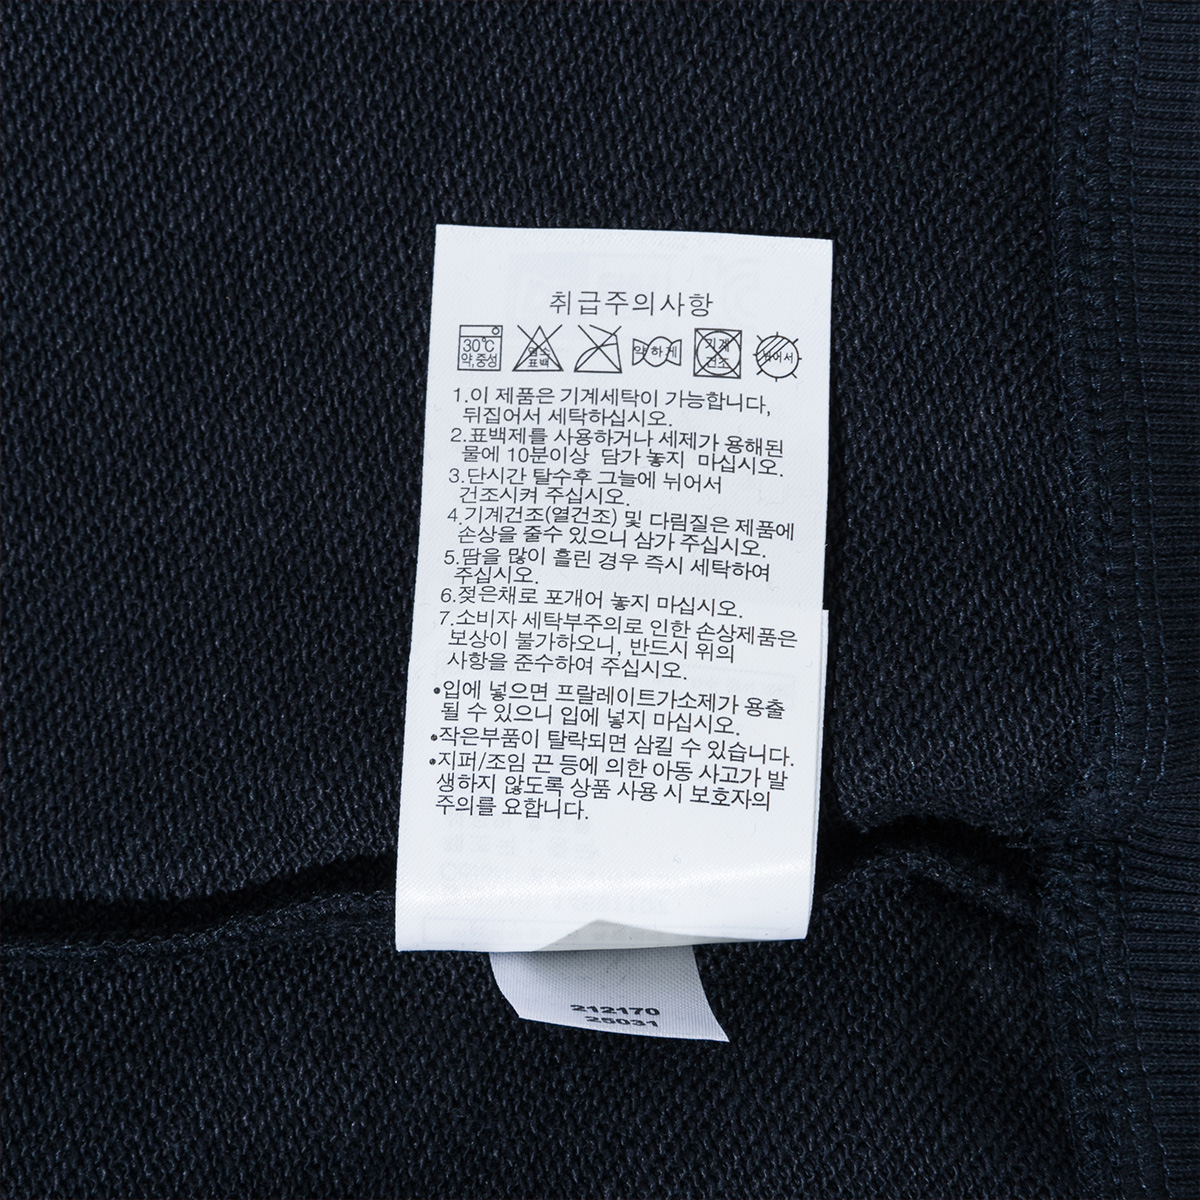 취급주의사항
30℃
약,중성
염소
표백
약하게
기계
건조
뉘어서
1.이 제품은 기계세탁이 가능합니다,
뒤집어서 세탁하십시오.
2.표백제를 사용하거나 세제가 용해된
물에 10분이상 담가 놓지 마십시오.
3.단시간 탈수후 그늘에 뉘어서
건조시켜 주십시오.
4.기계건조(열건조) 및 다림질은 제품에
손상을 줄수 있으니 삼가 주십시오.
5.땀을 많이 흘린 경우 즉시 세탁하여
주십시오.
6.젖은채로 포개어 놓지 마십시오.
7.소비자 세탁부주의로 인한 손상제품은
보상이 불가하오니, 반드시 위의
사항을 준수하여 주십시오.
•입에 넣으면 프랄레이트가소제가 용출
될 수 있으니 입에 넣지 마십시오.
•작은부품이 탈락되면 삼킬 수 있습니다.
•지퍼/조임 끈 등에 의한 아동 사고가 발
생하지 않도록 상품 사용 시 보호자의
주의를 요합니다.
212170
25031